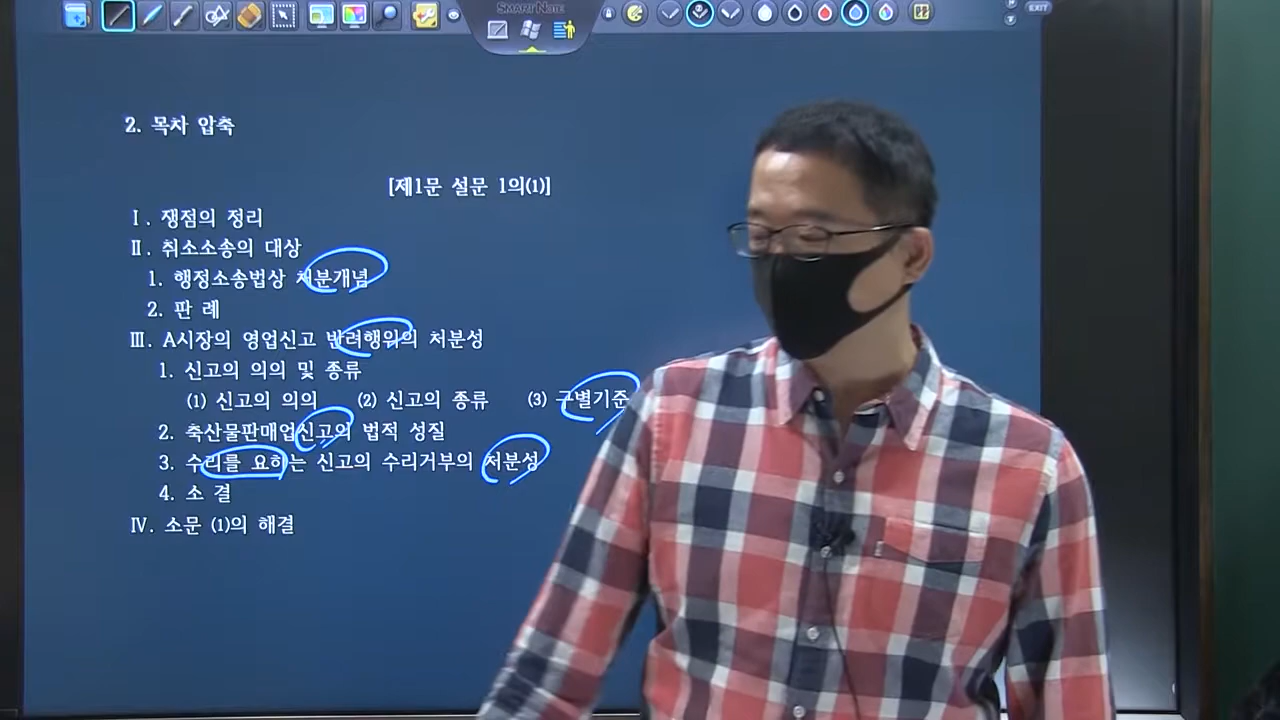 SMART NOTE
EXIT
2. 목차 압축
[제1문 설문 1의(1)]
Ⅰ. 쟁점의 정리
Ⅱ. 취소소송의 대상
1. 행정소송법상 처분개념
2. 판 례
Ⅲ. A시장의 영업신고 반려행위의 처분성
1. 신고의 의의 및 종류
(1) 신고의 의의 (2) 신고의 종류 (3) 구별기준
2. 축산물판매업신고의 법적 성질
3. 수리를 요하는 신고의 수리거부의 처분성
4. 소 결
Ⅳ. 소문 (1)의 해결